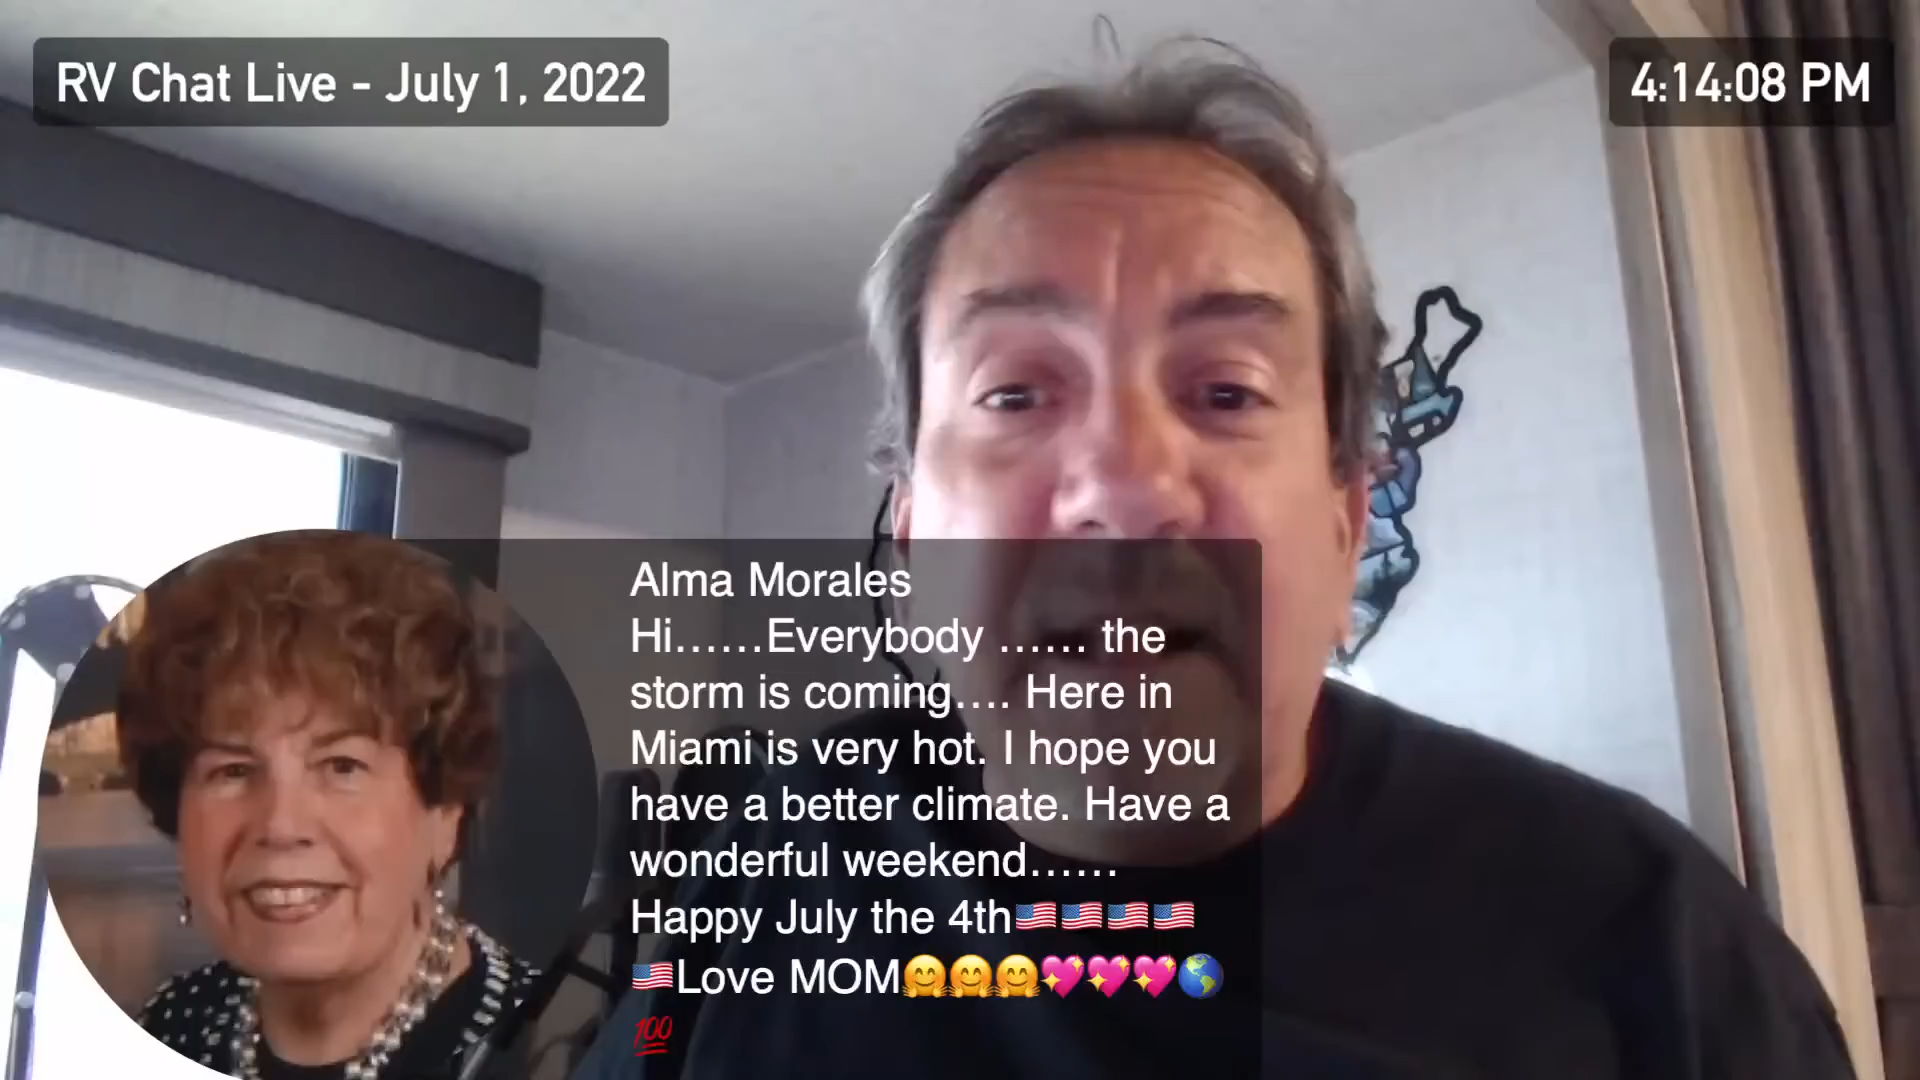 RV Chat Live - July 1, 2022
4:14:08 PM
Alma Morales
Hi......Everybody ...... the
storm is coming.... Here in
Miami is very hot. I hope you
have a better climate. Have a
wonderful weekend......
Happy July the 4th🇺🇸🇺🇸🇺🇸🇺🇸
🇺🇸Love MOM🤗🤗🤗💖💖💖🌎
💯